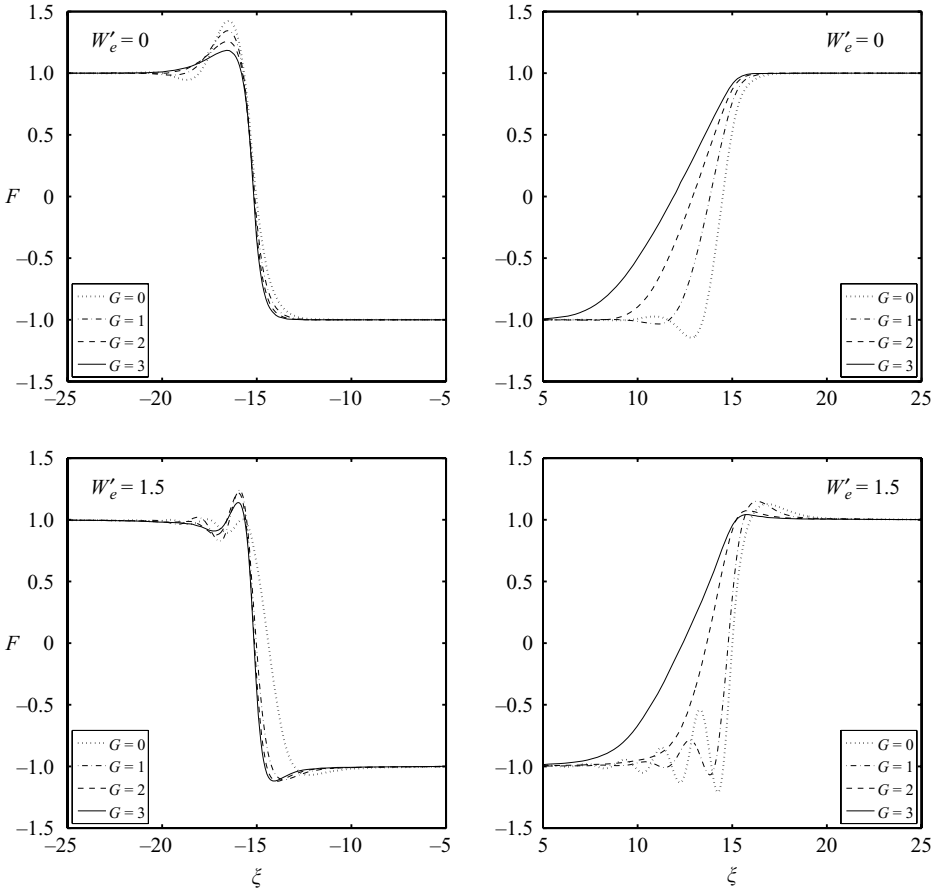 1.5
1.0
0.5
0
–0.5
–1.0
–1.5
F
W′e = 0
G = 0
G = 1
G = 2
G = 3
–25
–20
–15
–10
–5
1.5
1.0
0.5
0
–0.5
–1.0
–1.5
W′e = 0
G = 0
G = 1
G = 2
G = 3
5
10
15
20
25
1.5
1.0
0.5
0
–0.5
–1.0
–1.5
F
W′e = 1.5
G = 0
G = 1
G = 2
G = 3
–25
–20
–15
–10
–5
ξ
1.5
1.0
0.5
0
–0.5
–1.0
–1.5
W′e = 1.5
G = 0
G = 1
G = 2
G = 3
5
10
15
20
25
ξ